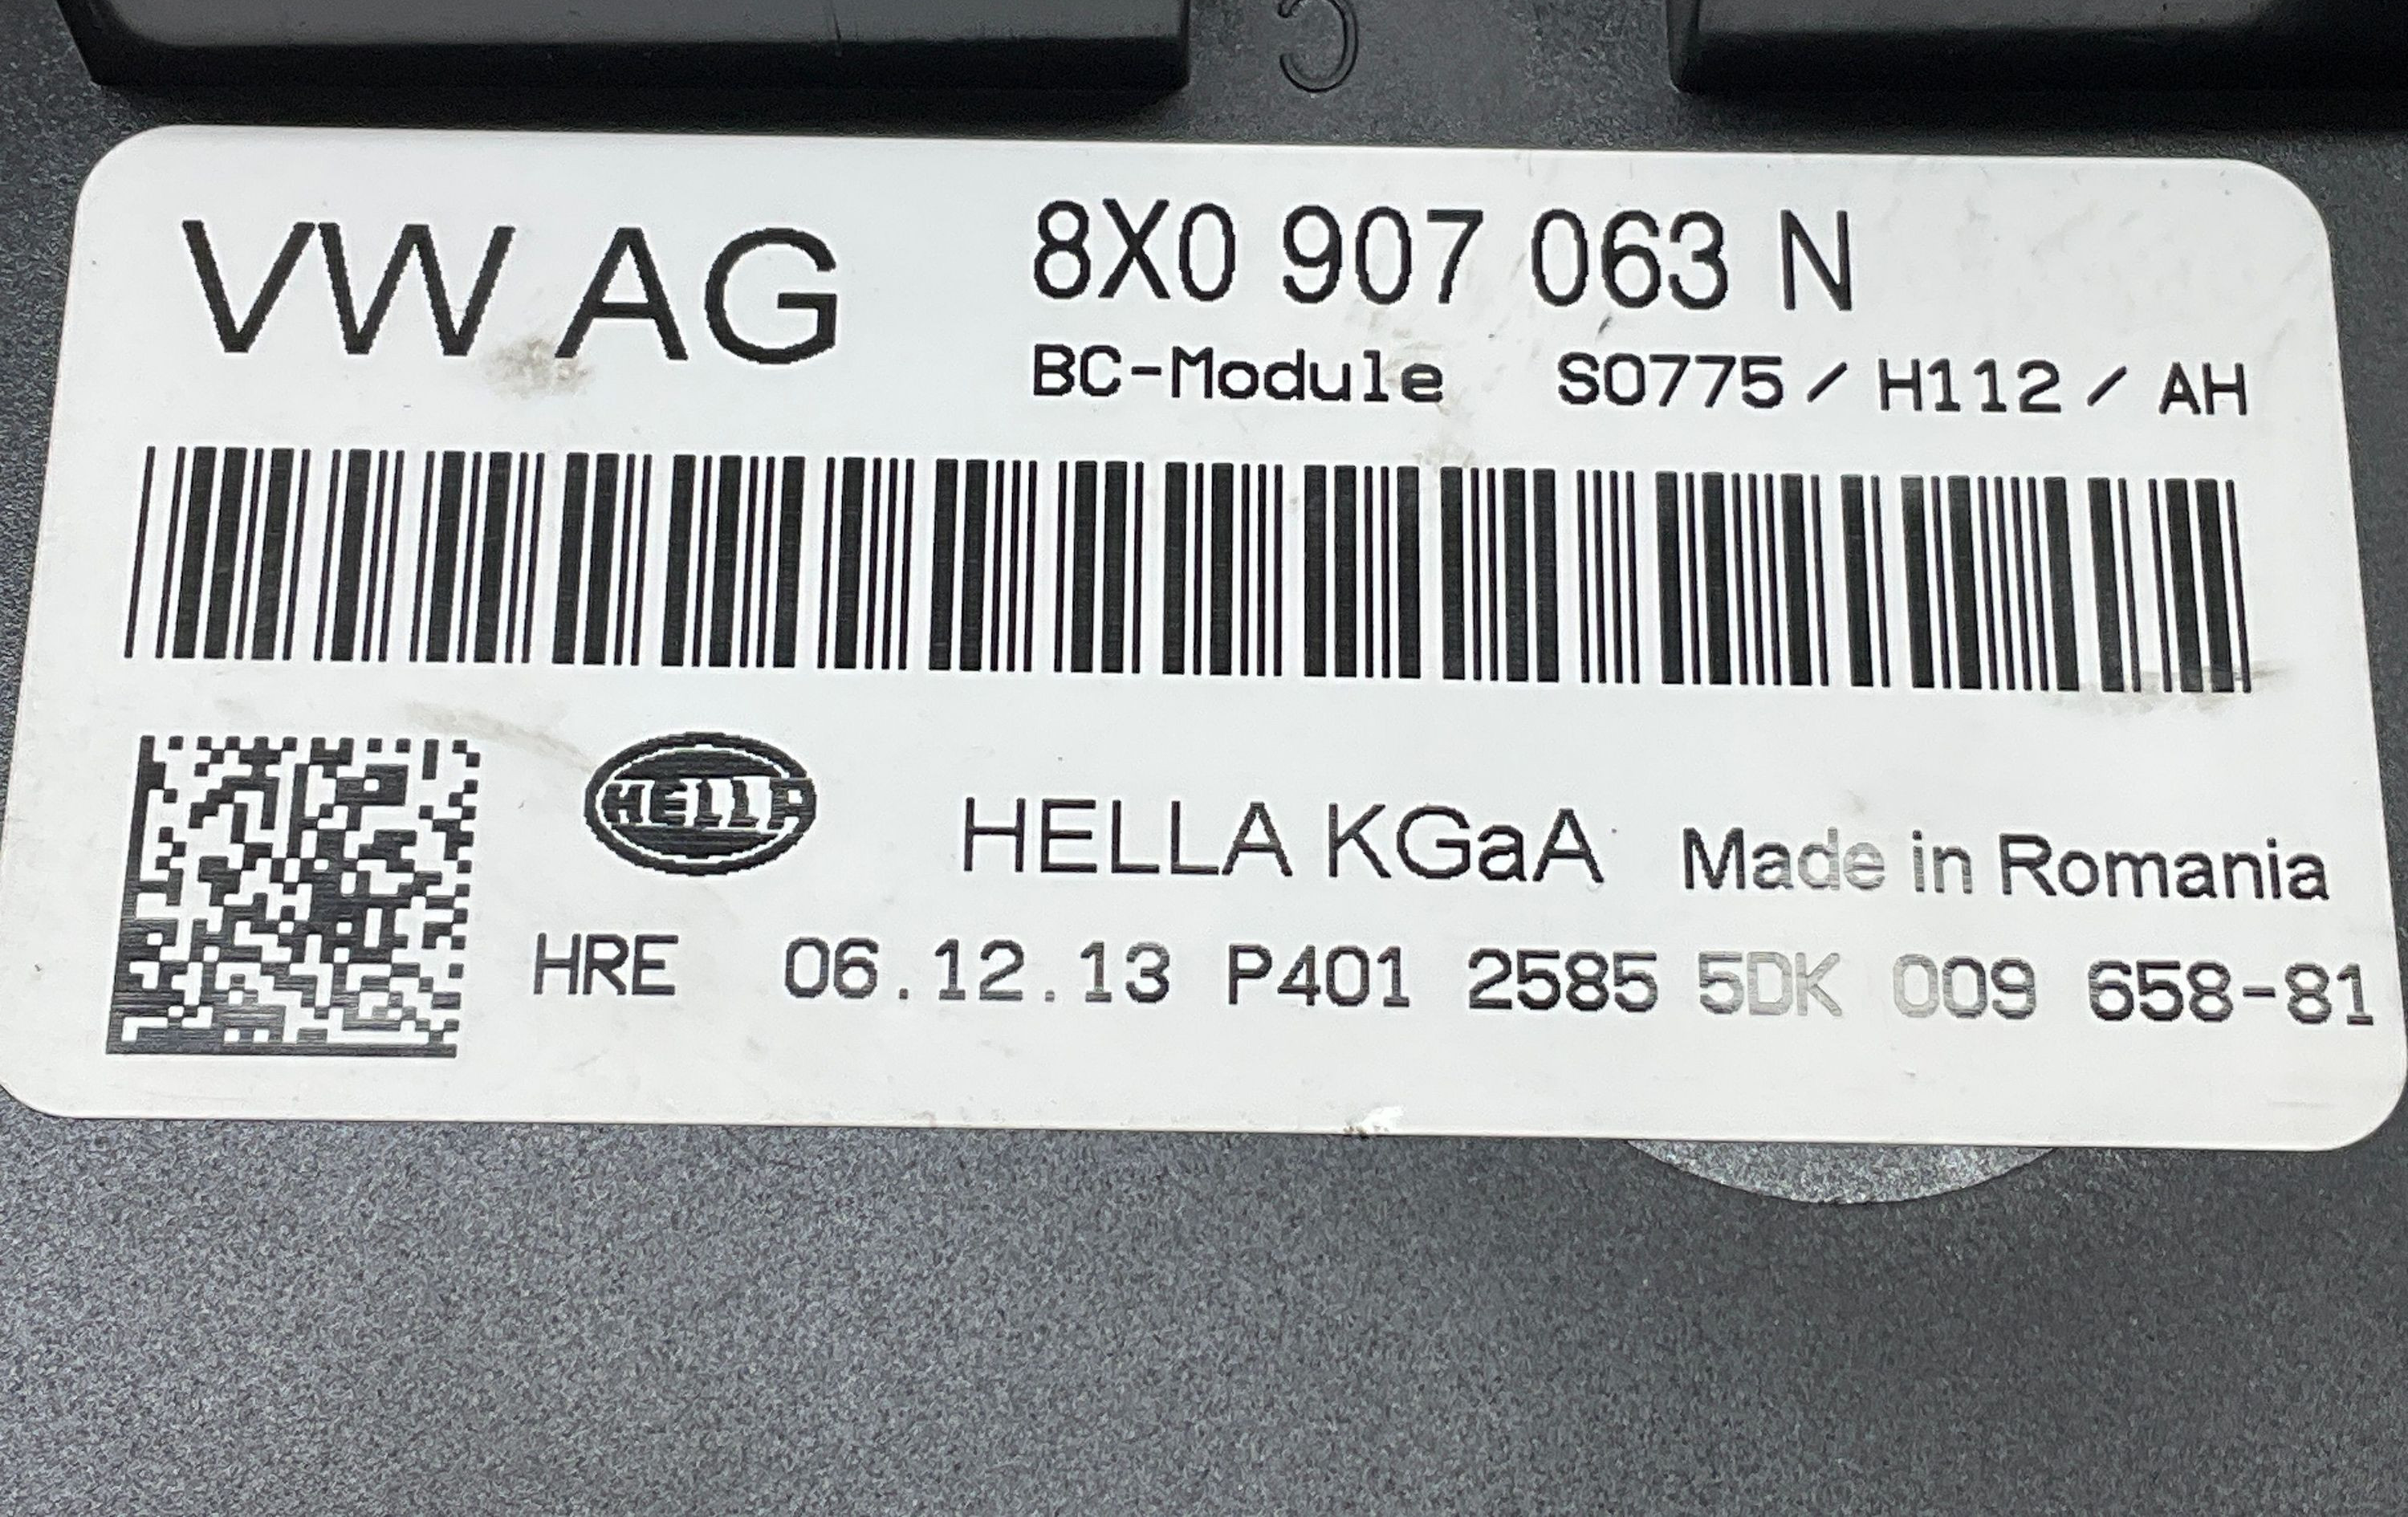 VW AG 8X0 907 063 N
BC-Module S0775/H112/AH
HELLA
HELLA KGaA Made in Romania
HRE 06.12.13 P401 2585 5DK 009 658-81